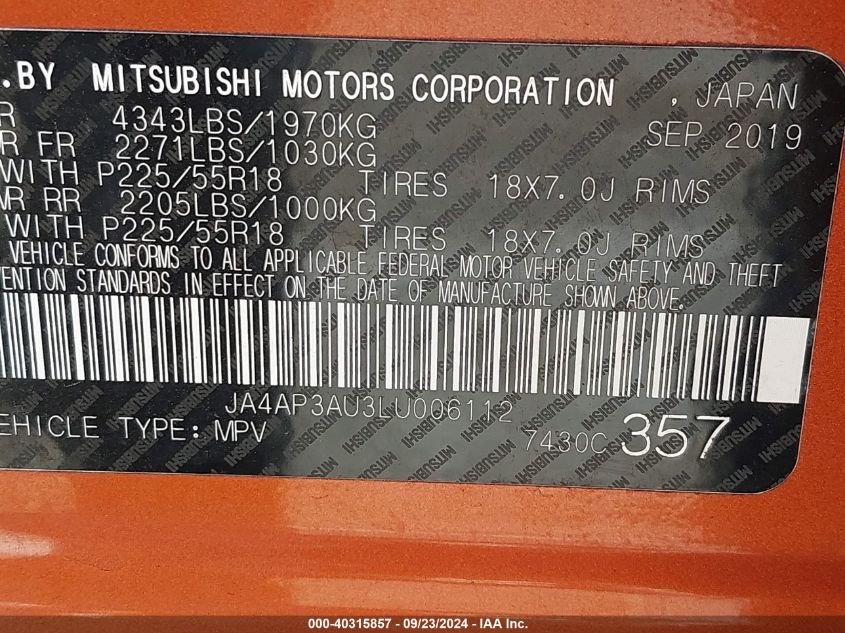 .BY MITSUBISHI MOTORS CORPORATION , JAPAN
R 4343LBS/1970KG SEP 2019
R FR 2271LBS/1030KG
WITH P225/55R18 TIRES 18X7.0J RIMS
WR RR 2205LBS/1000KG
WITH P225/55R18 TIRES 18X7.0J RIMS
VEHICLE CONFORMS TO ALL APPLICABLE FEDERAL MOTOR VEHICLE SAFETY AND THEFT
ENTION STANDARDS IN EFFECT ON THE DATE OF MANUFACTURE SHOWN ABOVE.
JA4AP3AU3LU006112
EHICLE TYPE: MPV 7430C 357
000-40315857 - 09/23/2024 - IAA Inc.